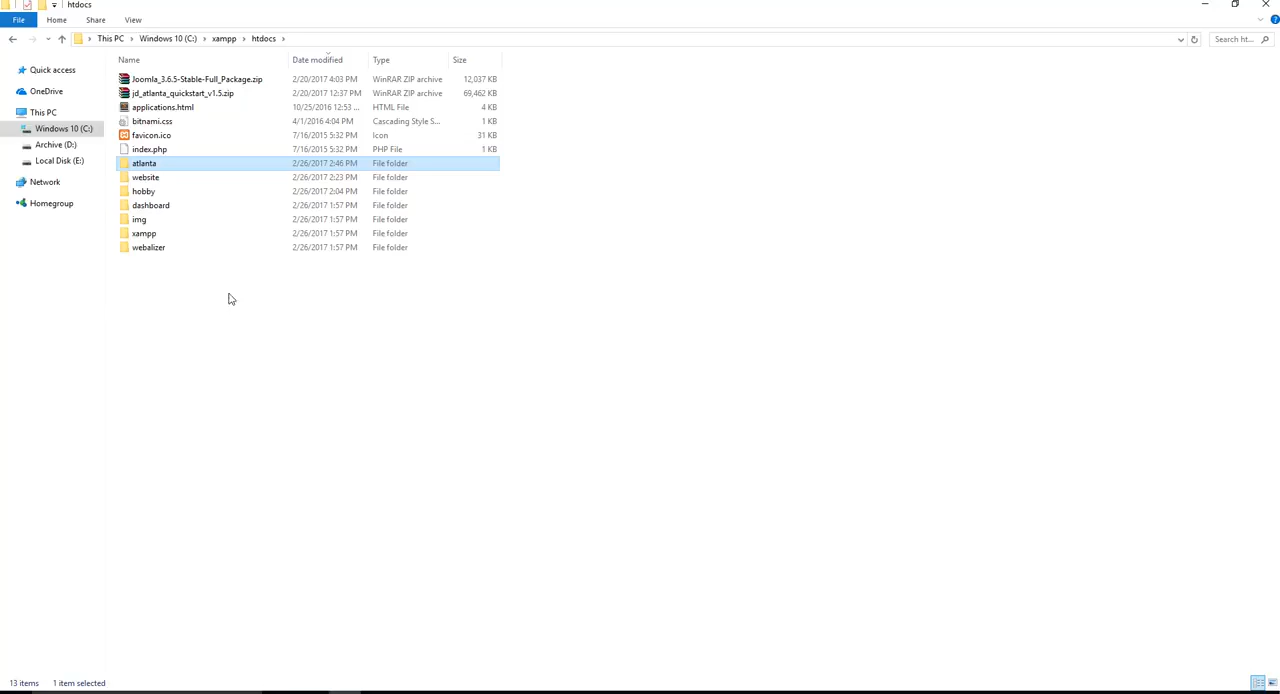 htdocs
File Home Share View
This PC Windows 10 (C:) xampp htdocs Search ht...
Name Date modified Type Size
Quick access
OneDrive
This PC
Windows 10 (C:)
Archive (D:)
Local Disk (E:)
Network
Homegroup
Joomla_3.6.5-Stable-Full_Package.zip 2/20/2017 4:03 PM WinRAR ZIP archive 12,037 KB
jd_atlanta_quickstart_v1.5.zip 2/20/2017 12:37 PM WinRAR ZIP archive 69,462 KB
applications.html 10/25/2016 12:53 ... HTML File 4 KB
bitnami.css 4/1/2016 4:04 PM Cascading Style S... 1 KB
favicon.ico 7/16/2015 5:32 PM Icon 31 KB
index.php 7/16/2015 5:32 PM PHP File 1 KB
atlanta 2/26/2017 2:46 PM File folder
website 2/26/2017 2:23 PM File folder
hobby 2/26/2017 2:04 PM File folder
dashboard 2/26/2017 1:57 PM File folder
img 2/26/2017 1:57 PM File folder
xampp 2/26/2017 1:57 PM File folder
webalizer 2/26/2017 1:57 PM File folder
13 items 1 item selected